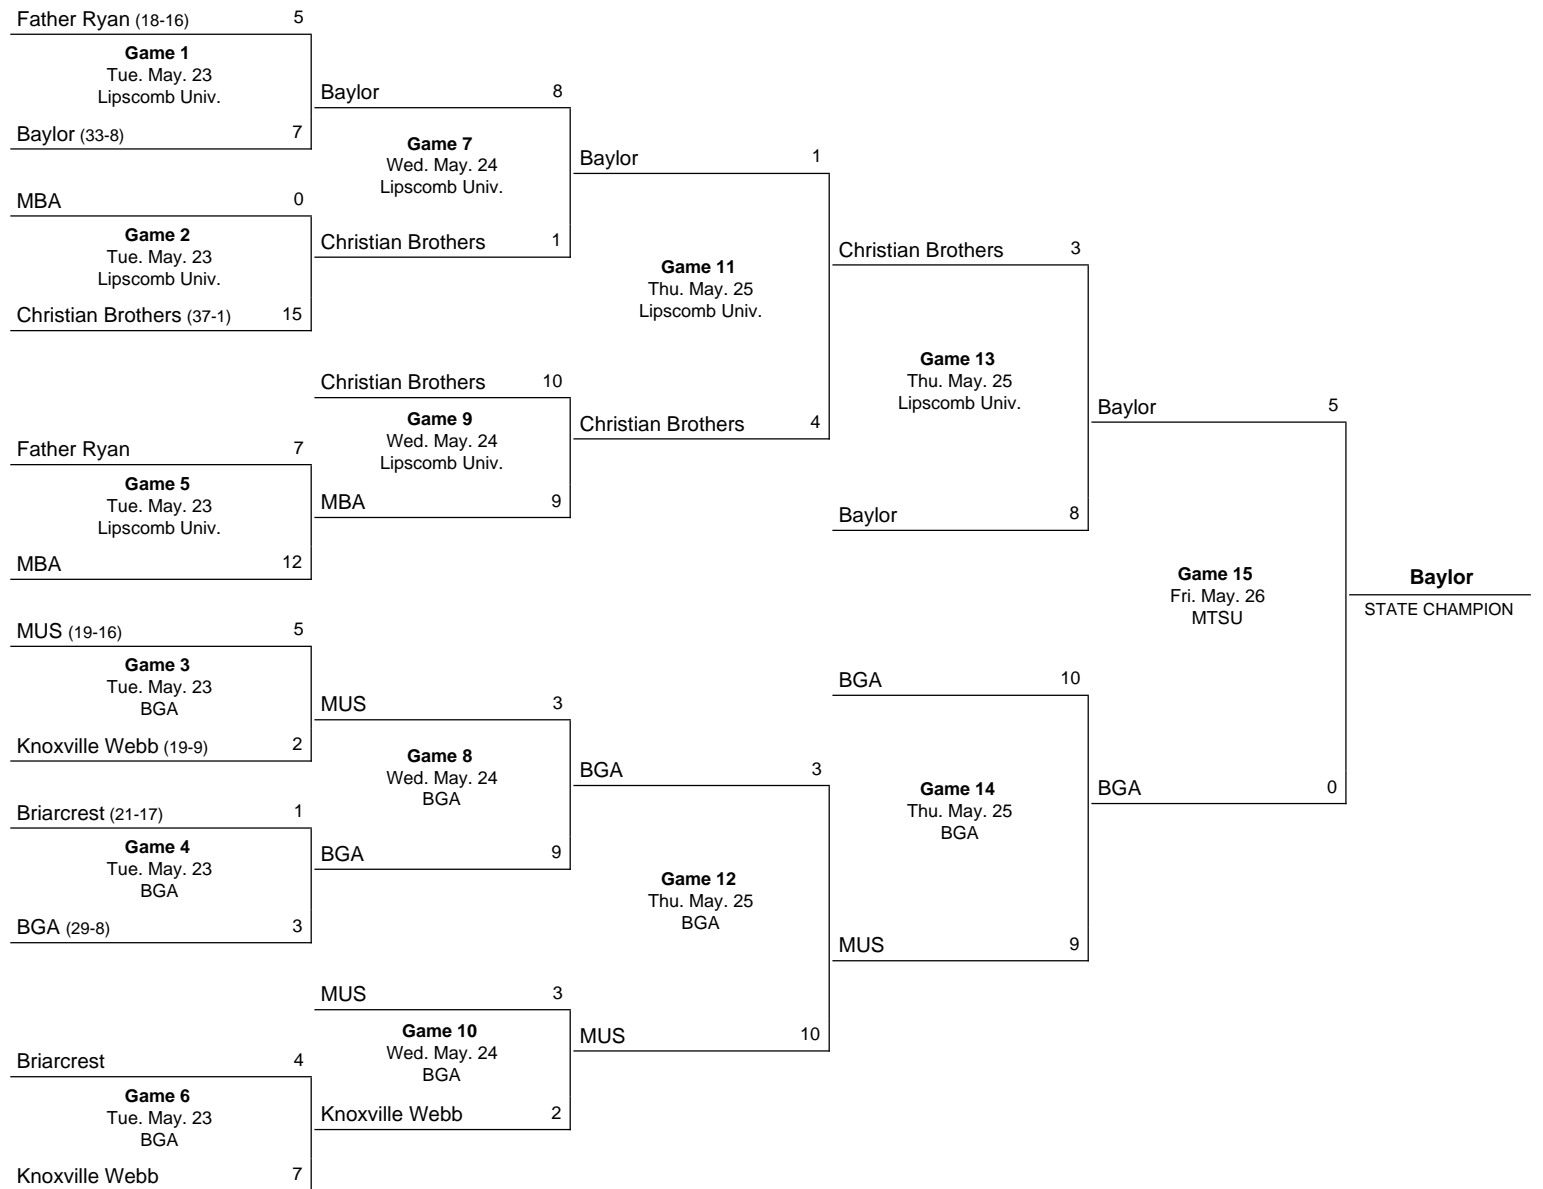 Father Ryan (18-16) 5
Game 1
Tue. May. 23
Lipscomb Univ.
Baylor (33-8) 7
MBA 0
Game 2
Tue. May. 23
Lipscomb Univ.
Christian Brothers (37-1) 15
Father Ryan 7
Game 5
Tue. May. 23
Lipscomb Univ.
MBA 12
MUS (19-16) 5
Game 3
Tue. May. 23
BGA
Knoxville Webb (19-9) 2
Briarcrest (21-17) 1
Game 4
Tue. May. 23
BGA
BGA (29-8) 3
Briarcrest 4
Game 6
Tue. May. 23
BGA
Knoxville Webb 7
Baylor 8
Game 7
Wed. May. 24
Lipscomb Univ.
Christian Brothers 1
Christian Brothers 10
Game 9
Wed. May. 24
Lipscomb Univ.
MBA 9
MUS 3
Game 8
Wed. May. 24
BGA
BGA 9
MUS 3
Game 10
Wed. May. 24
BGA
Knoxville Webb 2
Baylor 1
Game 11
Thu. May. 25
Lipscomb Univ.
Christian Brothers 4
BGA 3
Game 12
Thu. May. 25
BGA
MUS 10
Christian Brothers 3
Game 13
Thu. May. 25
Lipscomb Univ.
Baylor 8
BGA 10
Game 14
Thu. May. 25
BGA
MUS 9
Baylor 5
Game 15
Fri. May. 26
MTSU
BGA 0
Baylor
STATE CHAMPION